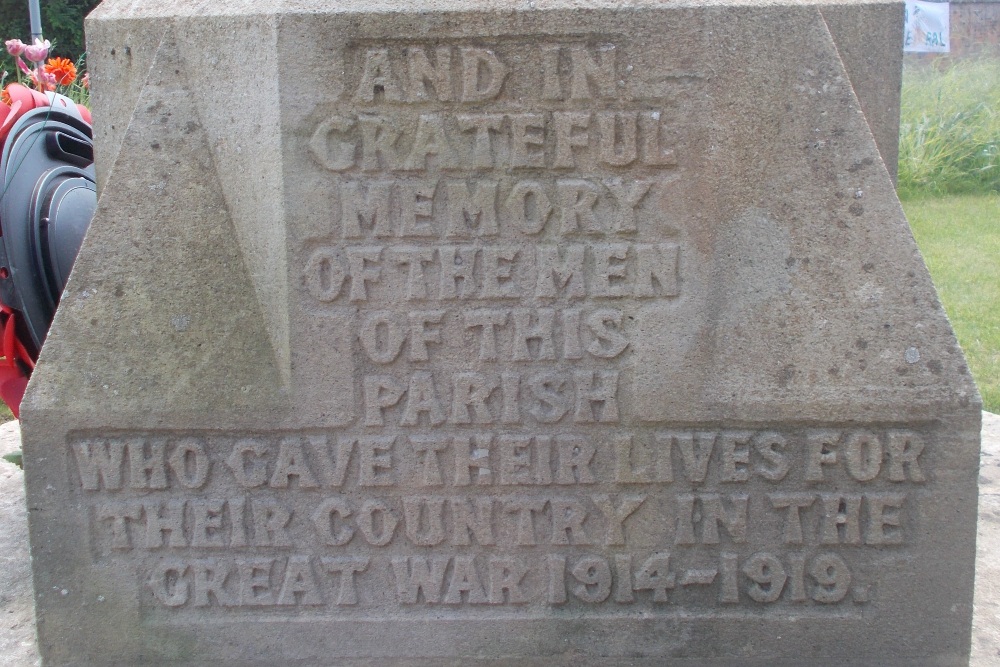 AND IN
GRATEFUL
MEMORY
OF THE MEN
OF THIS
PARISH
WHO GAVE THEIR LIVES FOR
THEIR COUNTRY IN THE
GREAT WAR 1914-1919.